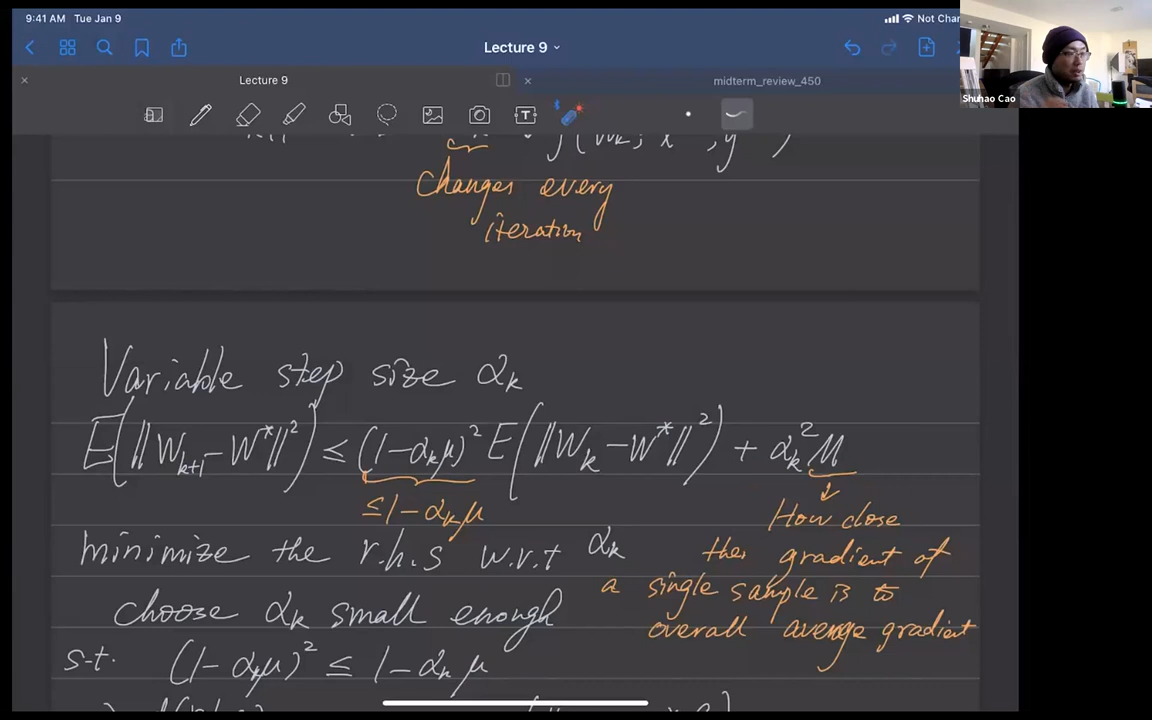 9:41 AM Tue Jan 9
Not Char
Lecture 9
Lecture 9
midterm_review_450
Shuhao Cao
changes every
iteration
Variable step size αₖ
E(‖Wₖ₊₁ − W*‖²) ≤ (1−αₖμ)² E(‖Wₖ − W*‖²) + αₖ² M
≤ 1−αₖμ
How close
the gradient of
a single sample is to
overall average gradient
minimize the r.h.s w.r.t αₖ
choose αₖ small enough
s.t. (1−αₖμ)² ≤ 1−αₖμ